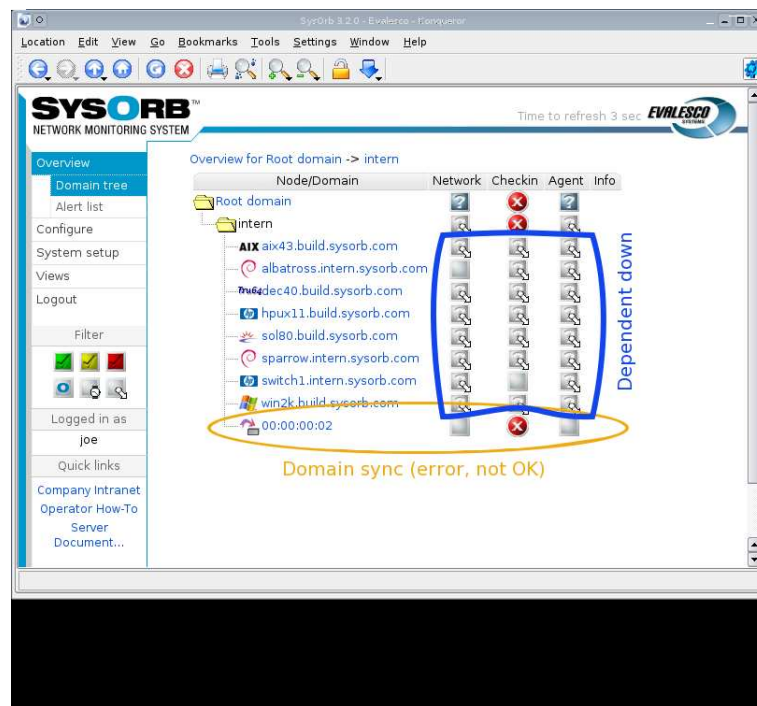 SysOrb 3.2.0 - Evalesco - Konqueror
Location Edit View Go Bookmarks Tools Settings Window Help
SYSORB™
NETWORK MONITORING SYSTEM
Time to refresh 3 sec
EVALESCO
SYSTEMS
Overview
Domain tree
Alert list
Configure
System setup
Views
Logout
Filter
Logged in as
joe
Quick links
Company Intranet
Operator How-To
Server
Document...
Overview for Root domain -> intern
Node/Domain Network Checkin Agent Info
Root domain
intern
AIX aix43.build.sysorb.com
albatross.intern.sysorb.com
Tru64 dec40.build.sysorb.com
hp hpux11.build.sysorb.com
sol80.build.sysorb.com
sparrow.intern.sysorb.com
hp switch1.intern.sysorb.com
win2k.build.sysorb.com
00:00:00:02
Dependent down
Domain sync (error, not OK)